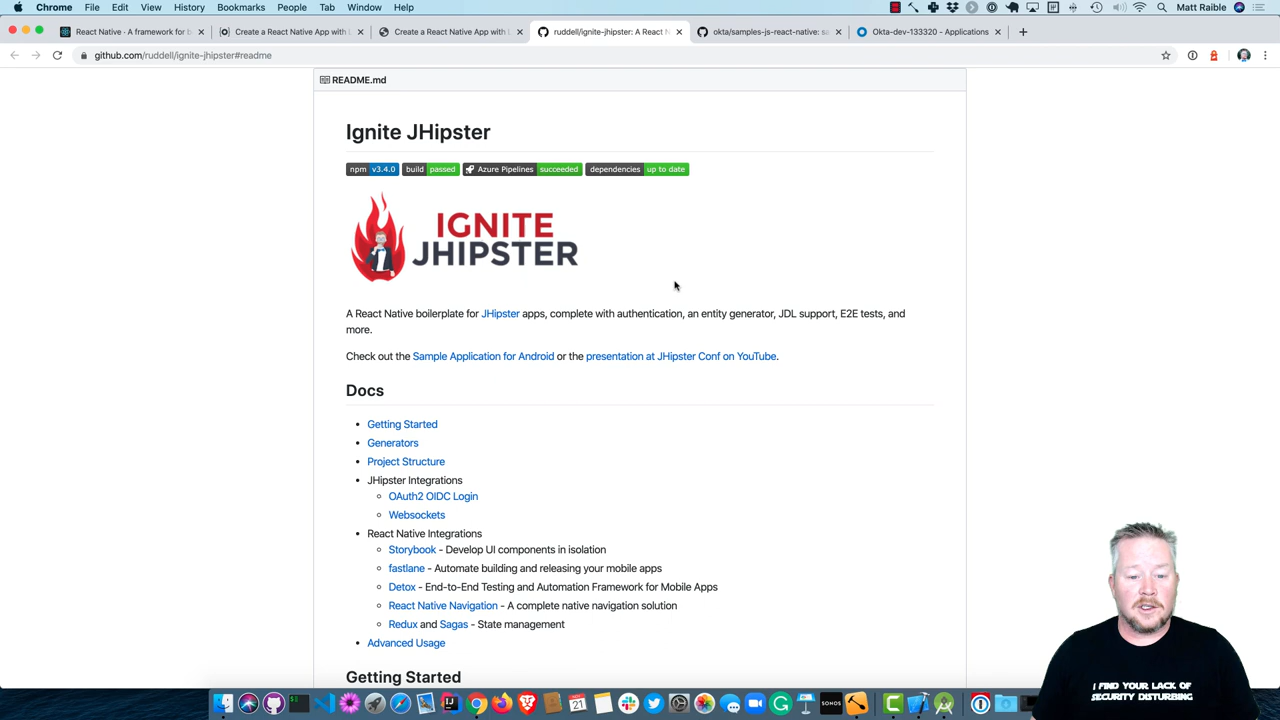 Chrome File Edit View History Bookmarks People Tab Window Help Matt Raible
React Native · A framework for b
Create a React Native App with L
Create a React Native App with L
ruddell/ignite-jhipster: A React N
okta/samples-js-react-native: sa
Okta-dev-133320 - Applications
github.com/ruddell/ignite-jhipster#readme
README.md
Ignite JHipster
npm v3.4.0 build passed Azure Pipelines succeeded dependencies up to date
IGNITE
JHIPSTER
A React Native boilerplate for JHipster apps, complete with authentication, an entity generator, JDL support, E2E tests, and
more.
Check out the Sample Application for Android or the presentation at JHipster Conf on YouTube.
Docs
• Getting Started
• Generators
• Project Structure
• JHipster Integrations
◦ OAuth2 OIDC Login
◦ Websockets
• React Native Integrations
◦ Storybook - Develop UI components in isolation
◦ fastlane - Automate building and releasing your mobile apps
◦ Detox - End-to-End Testing and Automation Framework for Mobile Apps
◦ React Native Navigation - A complete native navigation solution
◦ Redux and Sagas - State management
• Advanced Usage
Getting Started
I FIND YOUR LACK OF
SECURITY DISTURBING
21
SONOS